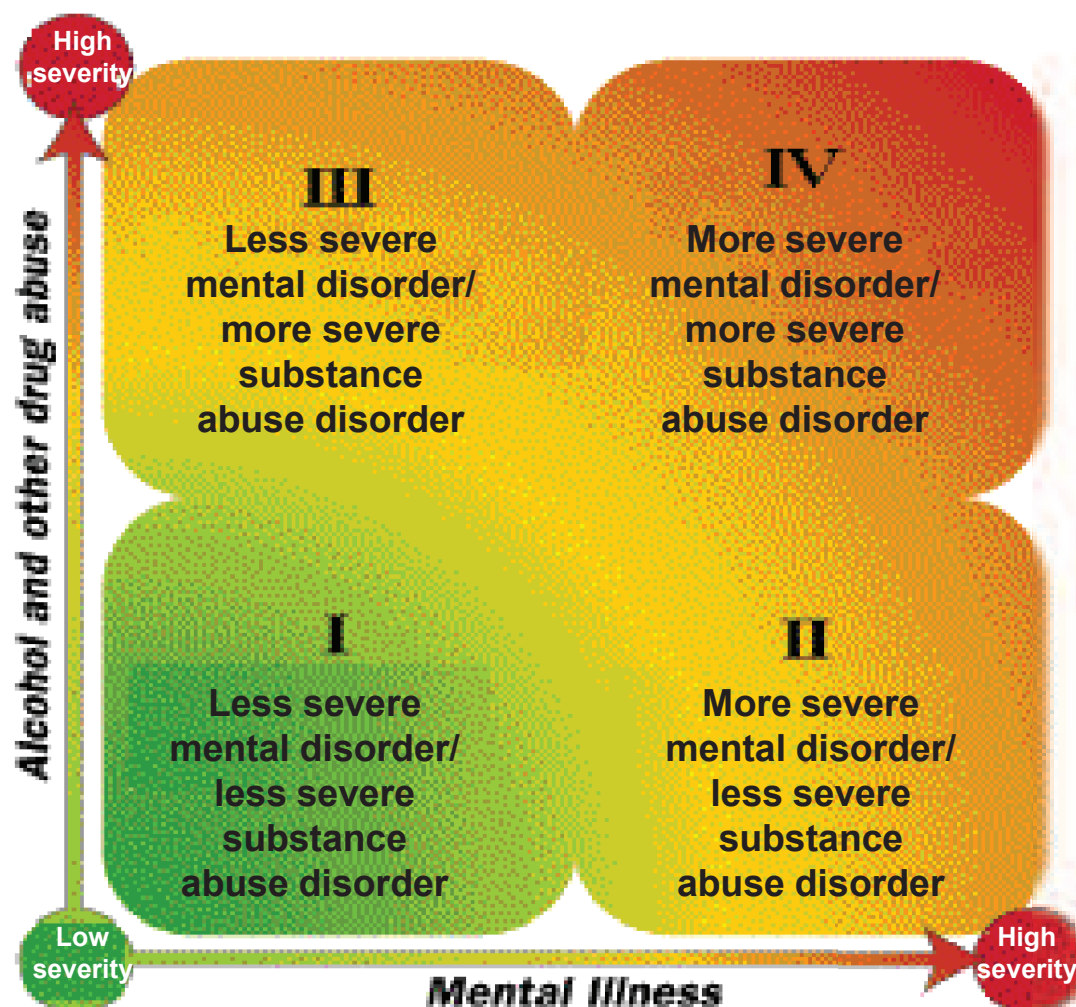 High
severity
III
Less severe
mental disorder/
more severe
substance
abuse disorder
IV
More severe
mental disorder/
more severe
substance
abuse disorder
Alcohol and other drug abuse
I
Less severe
mental disorder/
less severe
substance
abuse disorder
II
More severe
mental disorder/
less severe
substance
abuse disorder
Low
severity
High
severity
Mental Illness